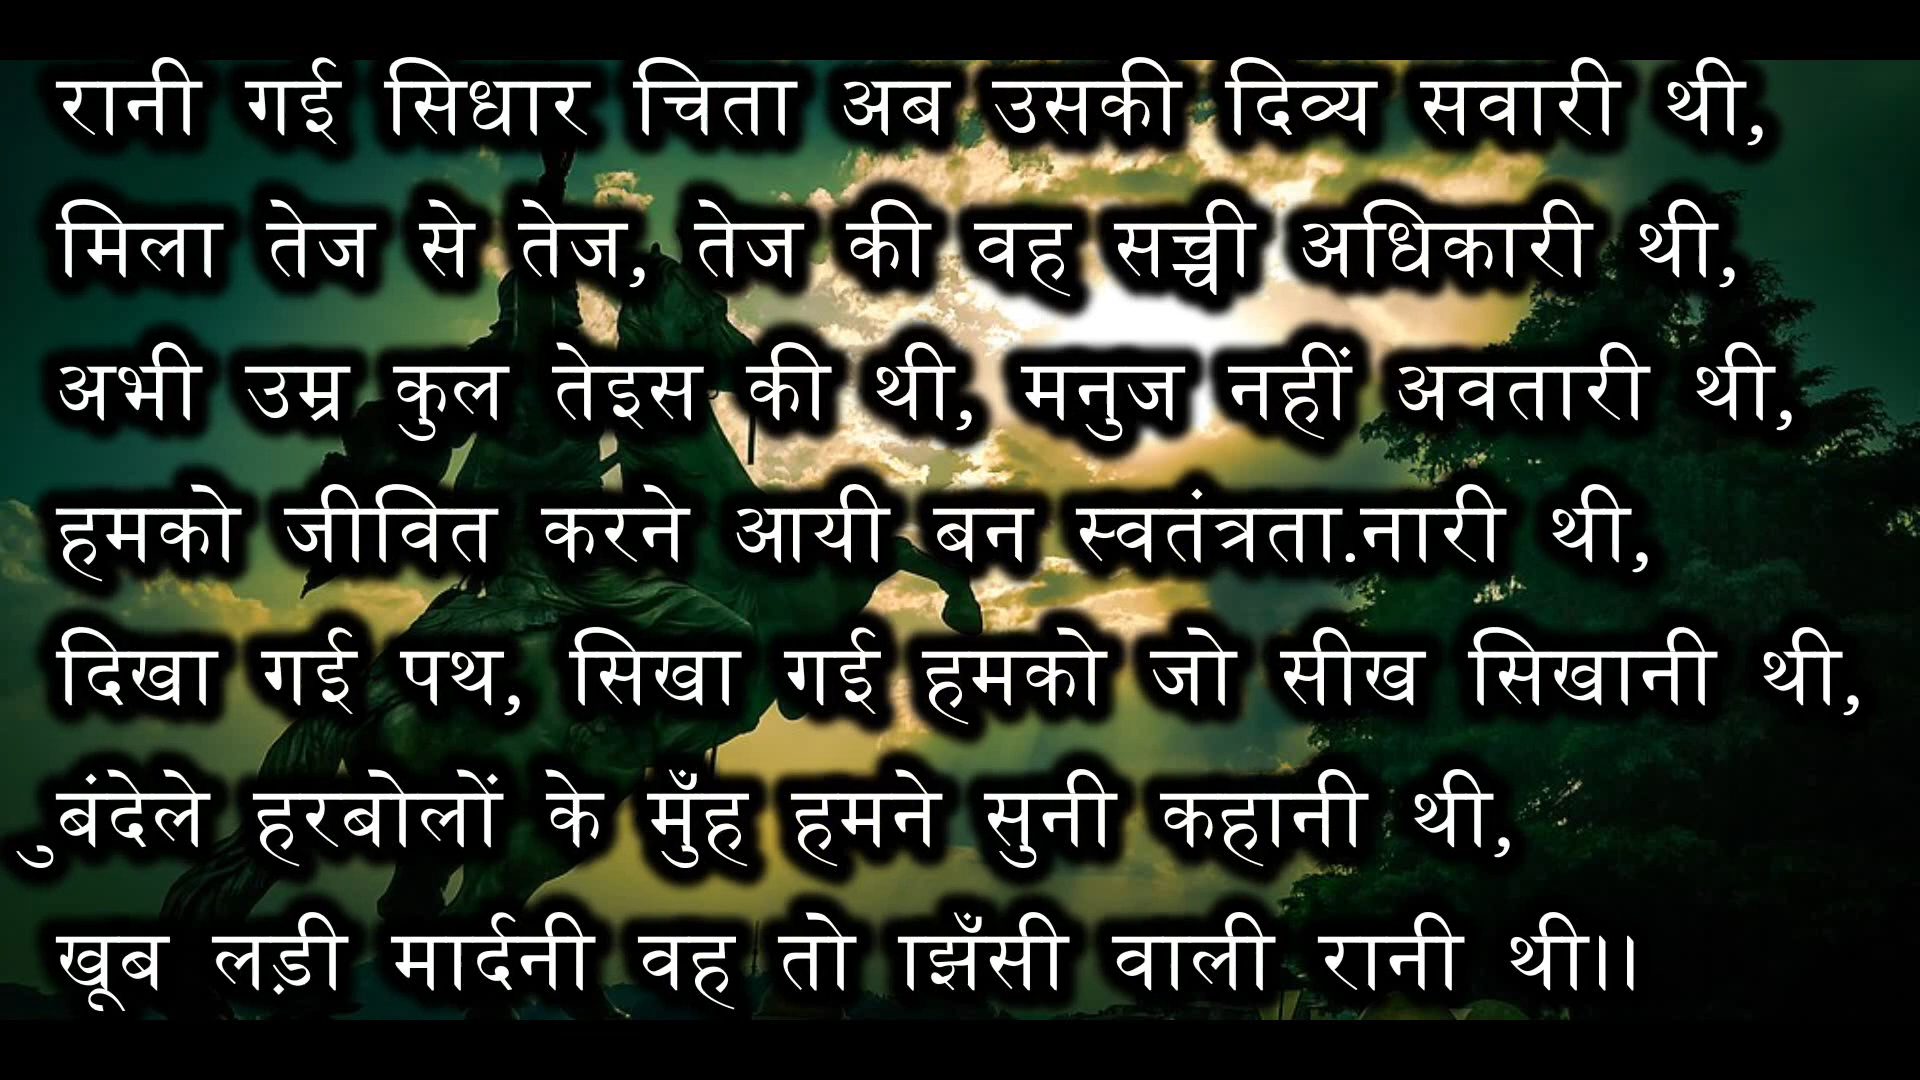 रानी गई सिधार चिता अब उसकी दिव्य सवारी थी,
मिला तेज से तेज, तेज की वह सच्ची अधिकारी थी,
अभी उम्र कुल तेइस की थी, मनुज नहीं अवतारी थी,
हमको जीवित करने आयी बन स्वतंत्रता.नारी थी,
दिखा गई पथ, सिखा गई हमको जो सीख सिखानी थी,
ुबंदेले हरबोलों के मुँह हमने सुनी कहानी थी,
खूब लड़ी मार्दनी वह तो झिँसी वाली रानी थी।।